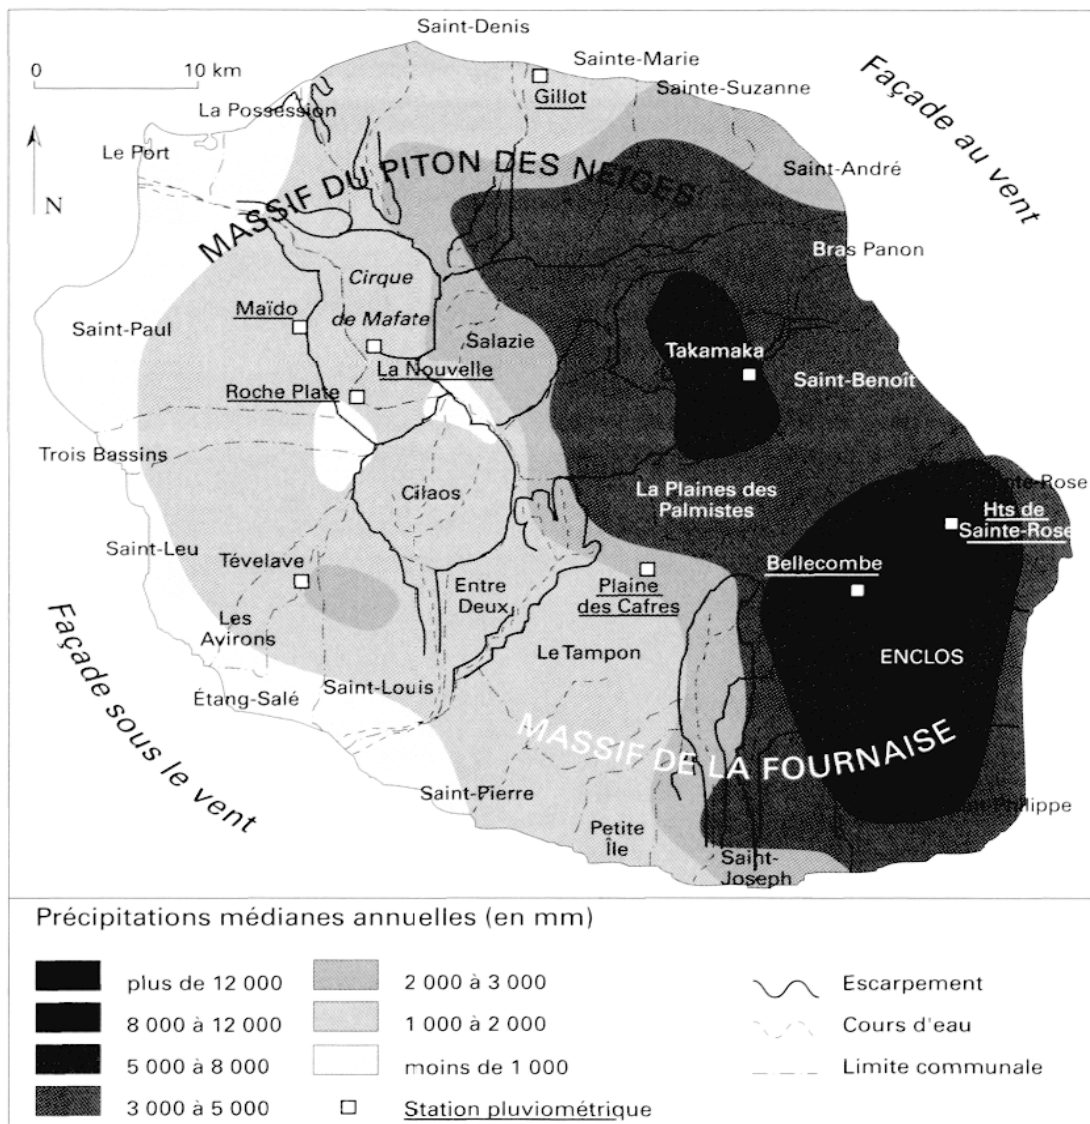 Saint-Denis
0 10 km
Sainte-Marie
Gillot
Sainte-Suzanne
Façade au vent
La Possession
Le Port
N
MASSIF DU PITON DES NEIGES
Saint-André
Bras Panon
Cirque
de Mafate
Maïdo
Saint-Paul
Salazie
Takamaka
La Nouvelle
Saint-Benoît
Roche Plate
Trois Bassins
Cilaos
La Plaines des
Palmistes
Hts de
Sainte-Rose
Saint-Leu
Tévelave
Bellecombe
Entre
Deux
Plaine
des Cafres
Les
Avirons
Le Tampon
ENCLOS
Façade sous le vent
Étang-Salé
Saint-Louis
MASSIF DE LA FOURNAISE
Saint-Pierre
Philippe
Petite
Île
Saint-
Joseph
Précipitations médianes annuelles (en mm)
plus de 12 000
8 000 à 12 000
5 000 à 8 000
3 000 à 5 000
2 000 à 3 000
1 000 à 2 000
moins de 1 000
Station pluviométrique
Escarpement
Cours d'eau
Limite communale